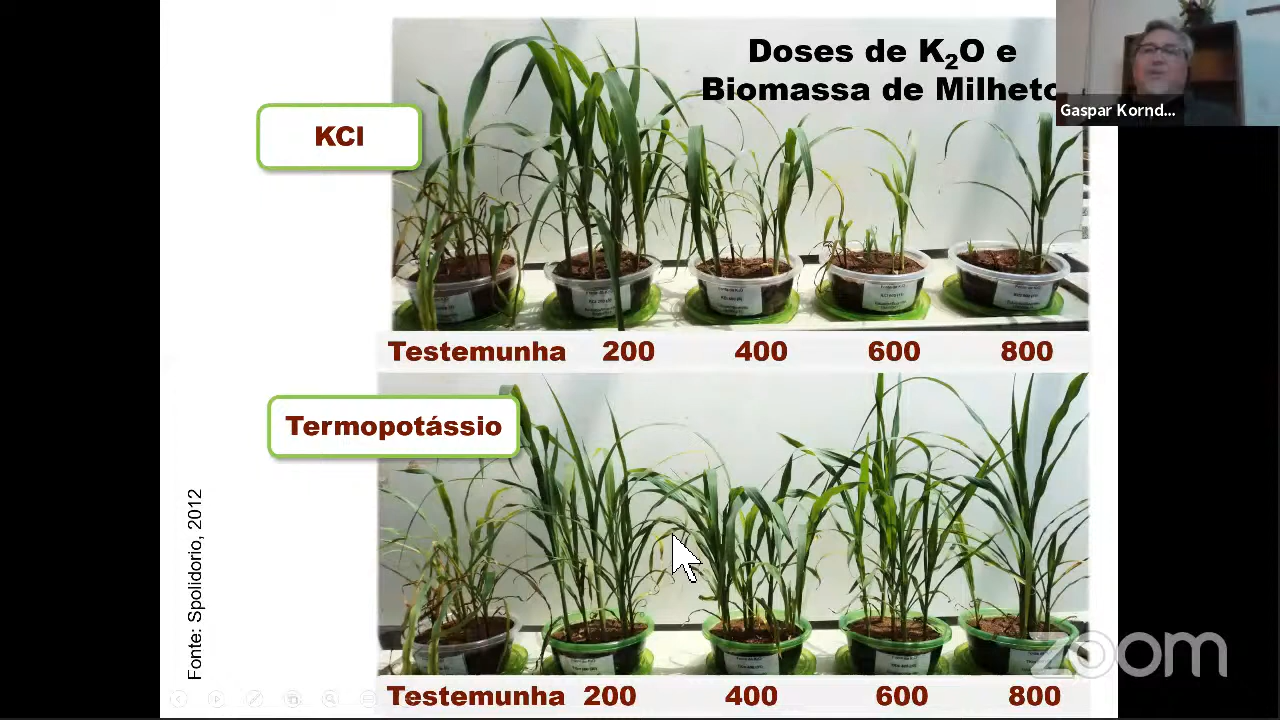 Doses de K₂O e
Biomassa de Milheto
Gaspar Kornd...
KCl
Testemunha 200 400 600 800
Termopotássio
Fonte: Spolidorio, 2012
zoom
Testemunha 200 400 600 800